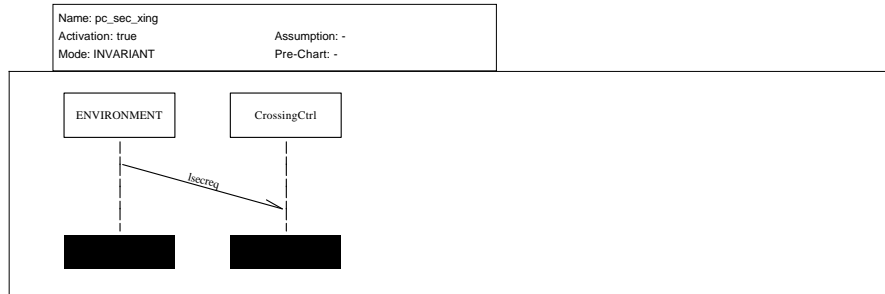 Name: pc_sec_xing
Activation: true Assumption: -
Mode: INVARIANT Pre-Chart: -
ENVIRONMENT CrossingCtrl
lsecreq